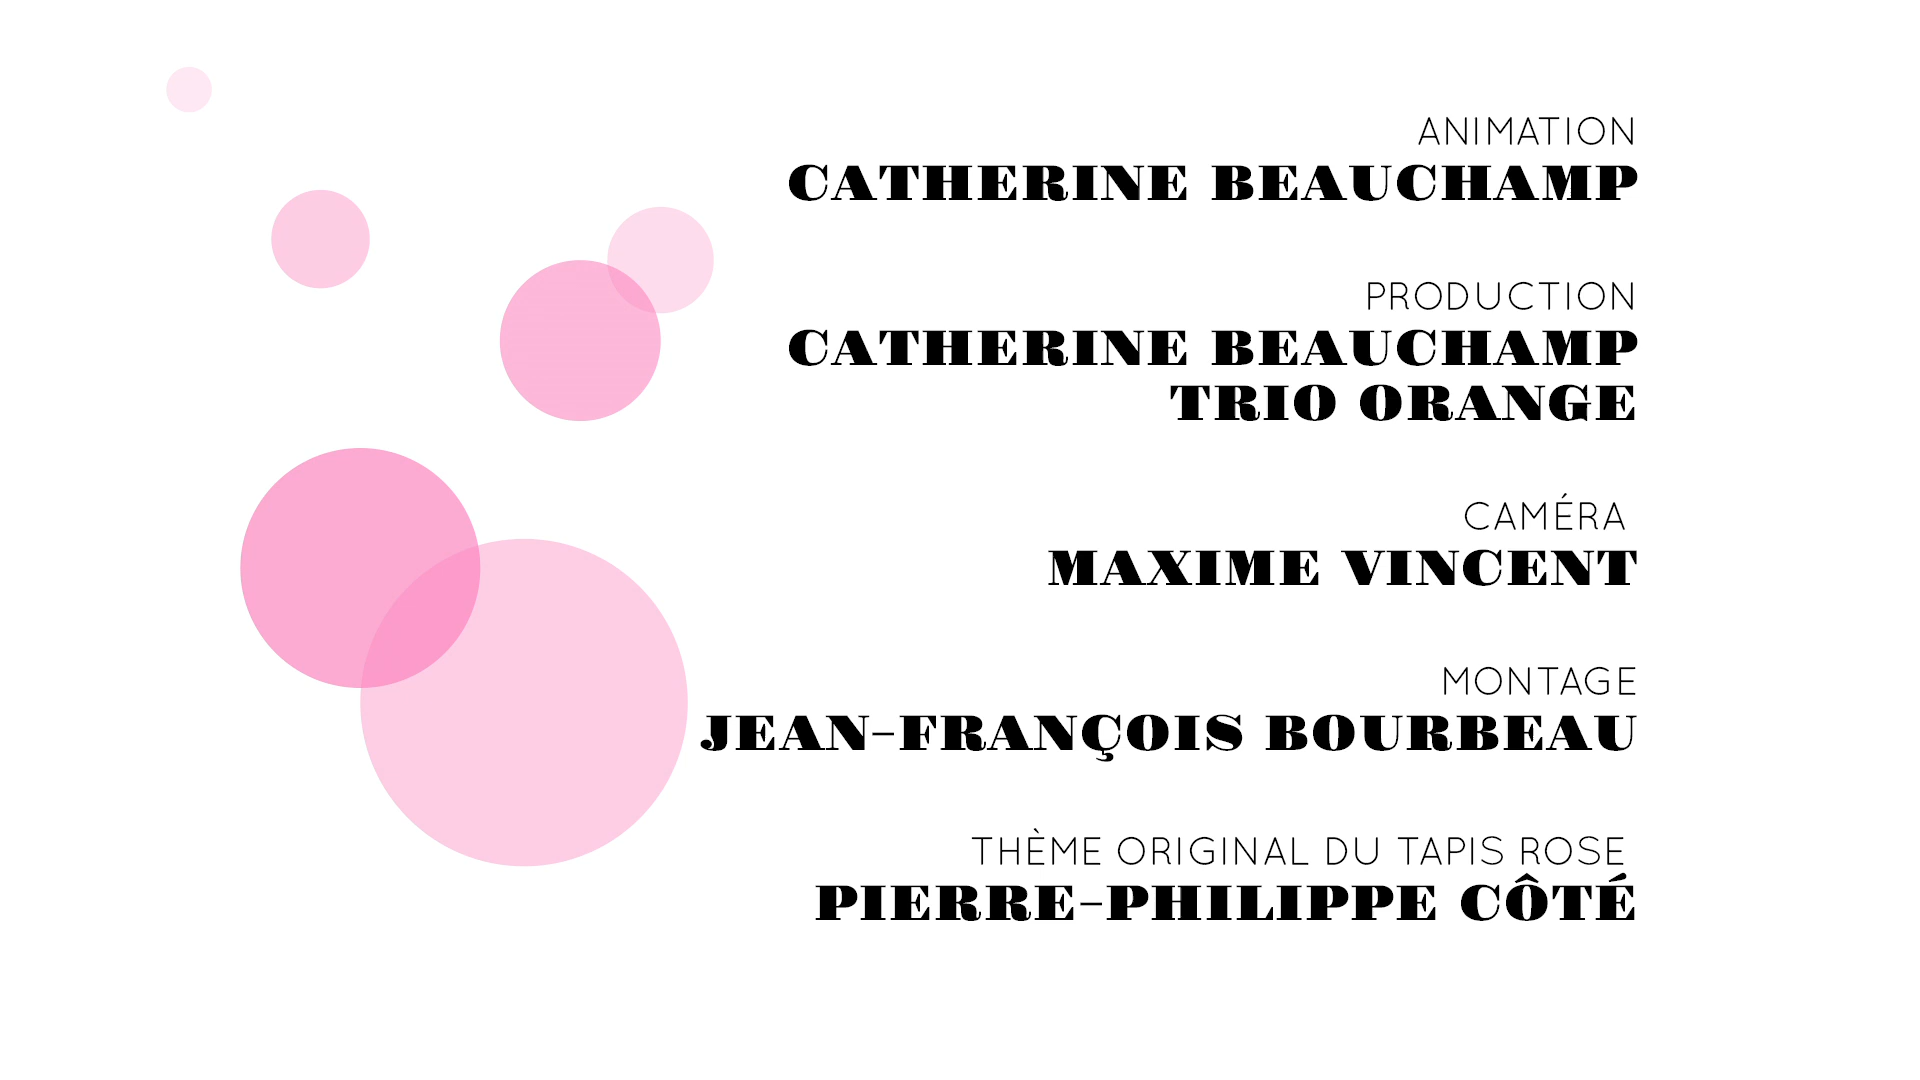 ANIMATION
CATHERINE BEAUCHAMP
PRODUCTION
CATHERINE BEAUCHAMP
TRIO ORANGE
CAMÉRA
MAXIME VINCENT
MONTAGE
JEAN-FRANÇOIS BOURBEAU
THÈME ORIGINAL DU TAPIS ROSE
PIERRE-PHILIPPE CÔTÉ